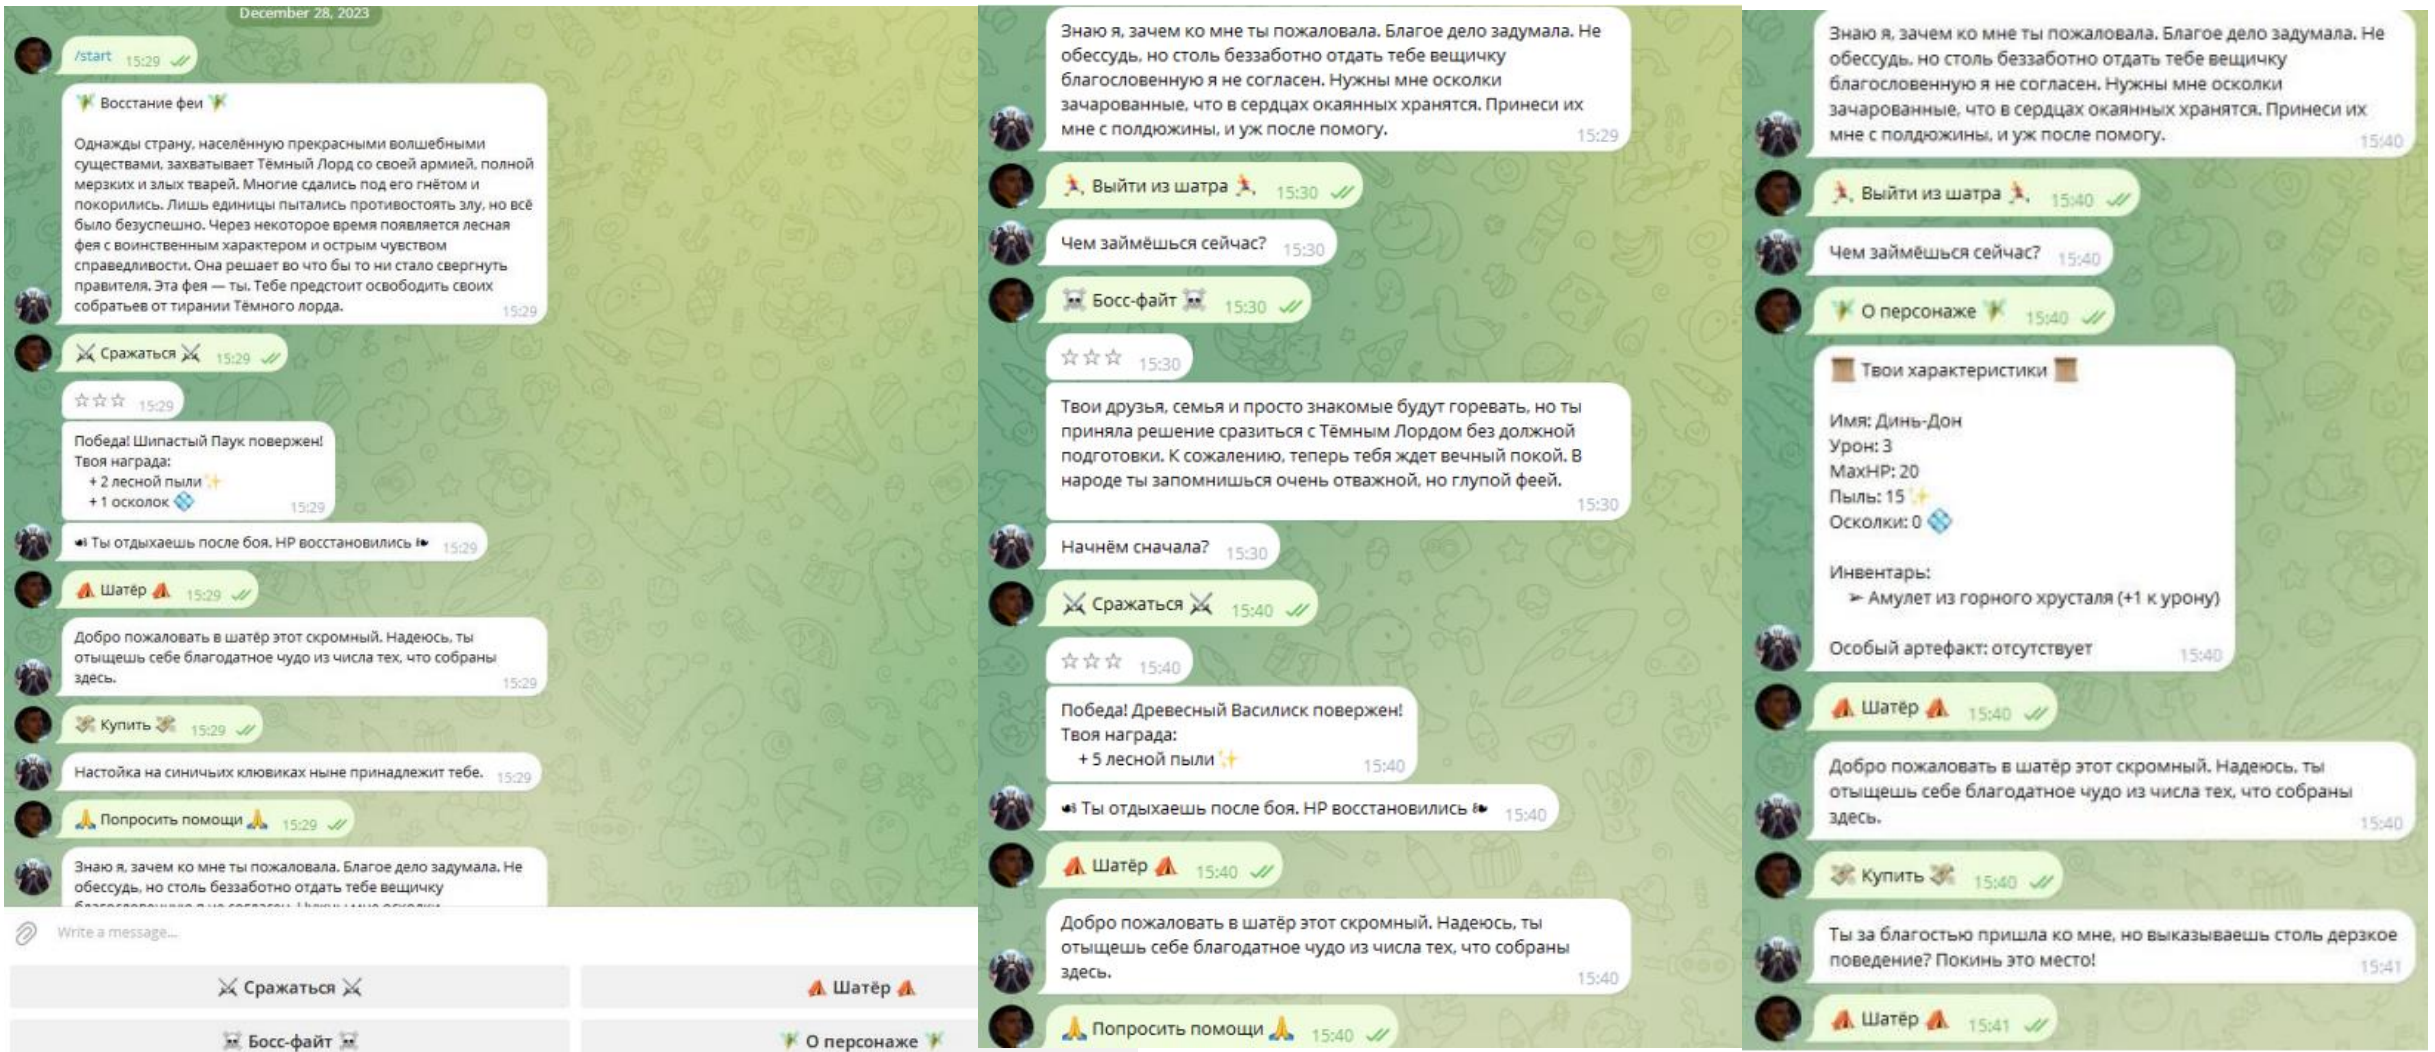 December 28, 2023
/start 15:29
Восстание феи
Однажды страну, населённую прекрасными волшебными
существами, захватывает Тёмный Лорд со своей армией, полной
мерзких и злых тварей. Многие сдались под его гнётом и
покорились. Лишь единицы пытались противостоять злу, но всё
было безуспешно. Через некоторое время появляется лесная
фея с воинственным характером и острым чувством
справедливости. Она решает во что бы то ни стало свергнуть
правителя. Эта фея — ты. Тебе предстоит освободить своих
собратьев от тирании Тёмного лорда. 15:29
Сражаться 15:29
☆☆☆ 15:29
Победа! Шипастый Паук повержен!
Твоя награда:
+ 2 лесной пыли✨
+ 1 осколок 💠 15:29
☙ Ты отдыхаешь после боя. HP восстановились ❧ 15:29
Шатёр 15:29
Добро пожаловать в шатёр этот скромный. Надеюсь, ты
отыщешь себе благодатное чудо из числа тех, что собраны
здесь. 15:29
Купить 15:29
Настойка на синичьих клювиках ныне принадлежит тебе. 15:29
Попросить помощи 15:29
Знаю я, зачем ко мне ты пожаловала. Благое дело задумала. Не
обессудь, но столь беззаботно отдать тебе вещичку
Write a message...
Сражаться
Шатёр
Босс-файт
О персонаже
Знаю я, зачем ко мне ты пожаловала. Благое дело задумала. Не
обессудь, но столь беззаботно отдать тебе вещичку
благословенную я не согласен. Нужны мне осколки
зачарованные, что в сердцах окаянных хранятся. Принеси их
мне с полдюжины, и уж после помогу. 15:29
Выйти из шатра 15:30
Чем займёшься сейчас? 15:30
Босс-файт 15:30
☆☆☆ 15:30
Твои друзья, семья и просто знакомые будут горевать, но ты
приняла решение сразиться с Тёмным Лордом без должной
подготовки. К сожалению, теперь тебя ждет вечный покой. В
народе ты запомнишься очень отважной, но глупой феей.
15:30
Начнём сначала? 15:30
Сражаться 15:40
☆☆☆ 15:40
Победа! Древесный Василиск повержен!
Твоя награда:
+ 5 лесной пыли✨ 15:40
☙ Ты отдыхаешь после боя. HP восстановились ❧ 15:40
Шатёр 15:40
Добро пожаловать в шатёр этот скромный. Надеюсь, ты
отыщешь себе благодатное чудо из числа тех, что собраны
здесь. 15:40
Попросить помощи 15:40
Знаю я, зачем ко мне ты пожаловала. Благое дело задумала. Не
обессудь, но столь беззаботно отдать тебе вещичку
благословенную я не согласен. Нужны мне осколки
зачарованные, что в сердцах окаянных хранятся. Принеси их
мне с полдюжины, и уж после помогу. 15:40
Выйти из шатра 15:40
Чем займёшься сейчас? 15:40
О персонаже 15:40
Твои характеристики
Имя: Динь-Дон
Урон: 3
MaxHP: 20
Пыль: 15✨
Осколки: 0 💠
Инвентарь:
➢ Амулет из горного хрусталя (+1 к урону)
Особый артефакт: отсутствует 15:40
Шатёр 15:40
Добро пожаловать в шатёр этот скромный. Надеюсь, ты
отыщешь себе благодатное чудо из числа тех, что собраны
здесь. 15:40
Купить 15:40
Ты за благостью пришла ко мне, но выказываешь столь дерзкое
поведение? Покинь это место! 15:41
Шатёр 15:41